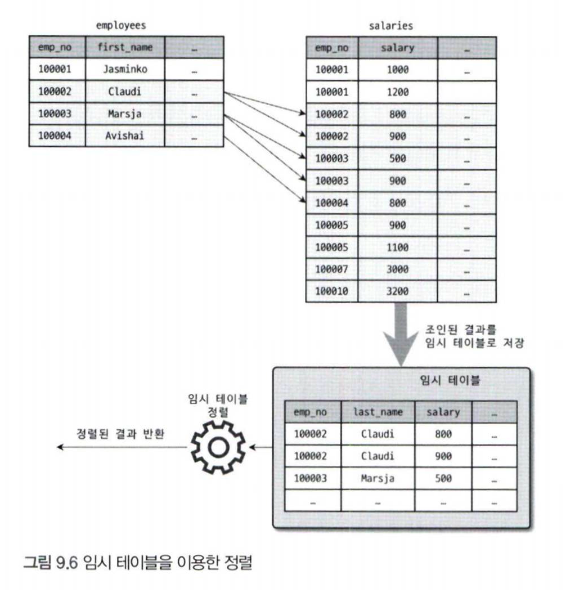 employees
emp_no first_name …
100001 Jasminko …
100002 Claudi …
100003 Marsja …
100004 Avishai …
salaries
emp_no salary …
100001 1000
100001 1200
100002 800 …
100002 900 …
100003 500 …
100003 900 …
100004 800 …
100005 900 …
100005 1100 …
100007 3000 …
100010 3200 …
조인된 결과를
임시 테이블로 저장
임시 테이블
emp_no last_name salary …
100002 Claudi 800 …
100002 Claudi 900 …
100003 Marsja 500 …
… … … …
임시 테이블
정렬
정렬된 결과 반환
그림 9.6 임시 테이블을 이용한 정렬